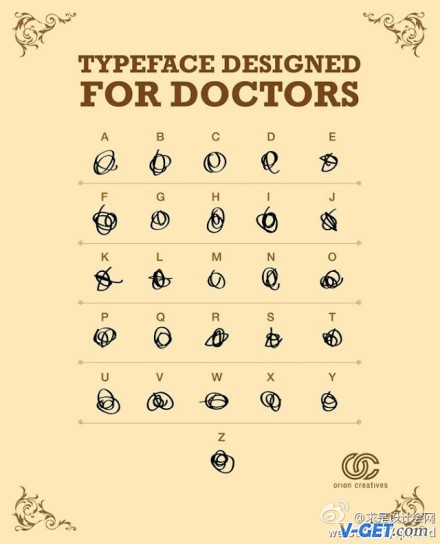 TYPEFACE DESIGNED
FOR DOCTORS
A B C D E
F G H I J
K L M N O
P Q R S T
U V W X Y
Z
orion creatives
V-GET.com